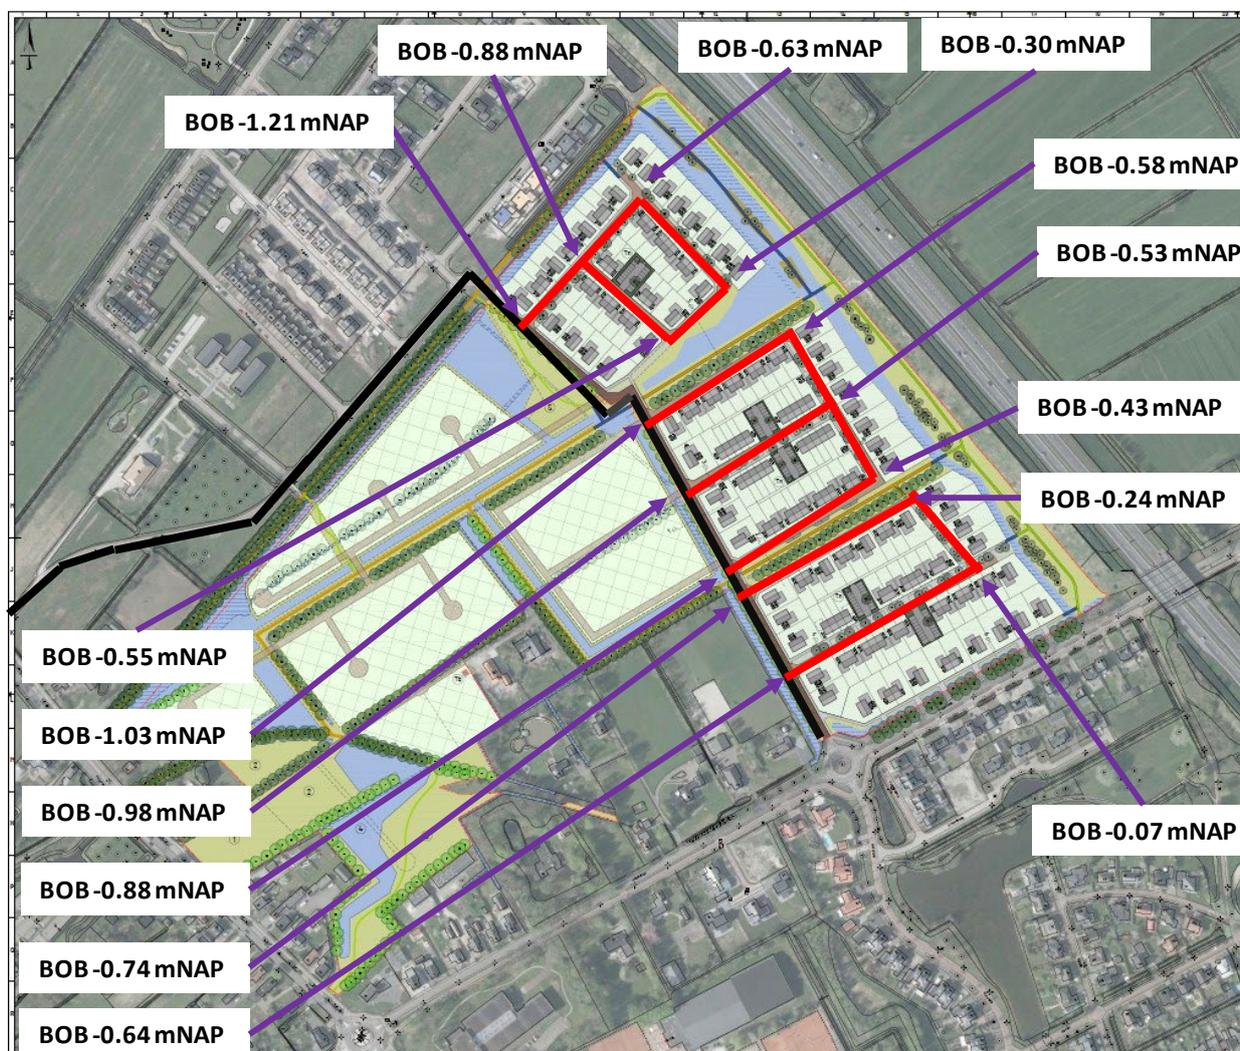 BOB -0.88 mNAP
BOB -0.63 mNAP
BOB -0.30 mNAP
BOB -1.21 mNAP
BOB -0.58 mNAP
BOB -0.53 mNAP
BOB -0.43 mNAP
BOB -0.24 mNAP
BOB -0.55 mNAP
BOB -1.03 mNAP
BOB -0.98 mNAP
BOB -0.07 mNAP
BOB -0.88 mNAP
BOB -0.74 mNAP
BOB -0.64 mNAP